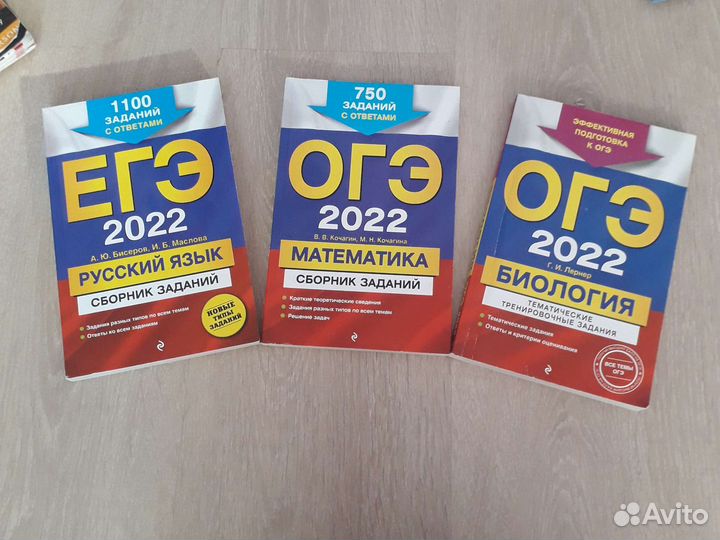 1100
ЗАДАНИЙ
С ОТВЕТАМИ
ЕГЭ
2022
А. Ю. Бисеров, И. Б. Маслова
РУССКИЙ ЯЗЫК
СБОРНИК ЗАДАНИЙ
• Задания разных типов по всем темам
• Ответы ко всем заданиям
НОВЫЕ
ТИПЫ
ЗАДАНИЙ
750
ЗАДАНИЙ
С ОТВЕТАМИ
ОГЭ
2022
В. В. Кочагин, М. Н. Кочагина
МАТЕМАТИКА
СБОРНИК ЗАДАНИЙ
• Краткие теоретические сведения
• Задания разных типов по всем темам
• Решение задач
ЭФФЕКТИВНАЯ
ПОДГОТОВКА
К ОГЭ
ОГЭ
2022
Г. И. Лернер
БИОЛОГИЯ
ТЕМАТИЧЕСКИЕ
ТРЕНИРОВОЧНЫЕ ЗАДАНИЯ
• Тематические задания
• Ответы и критерии оценивания
ВСЕ ТЕМЫ
ОГЭ
Avito